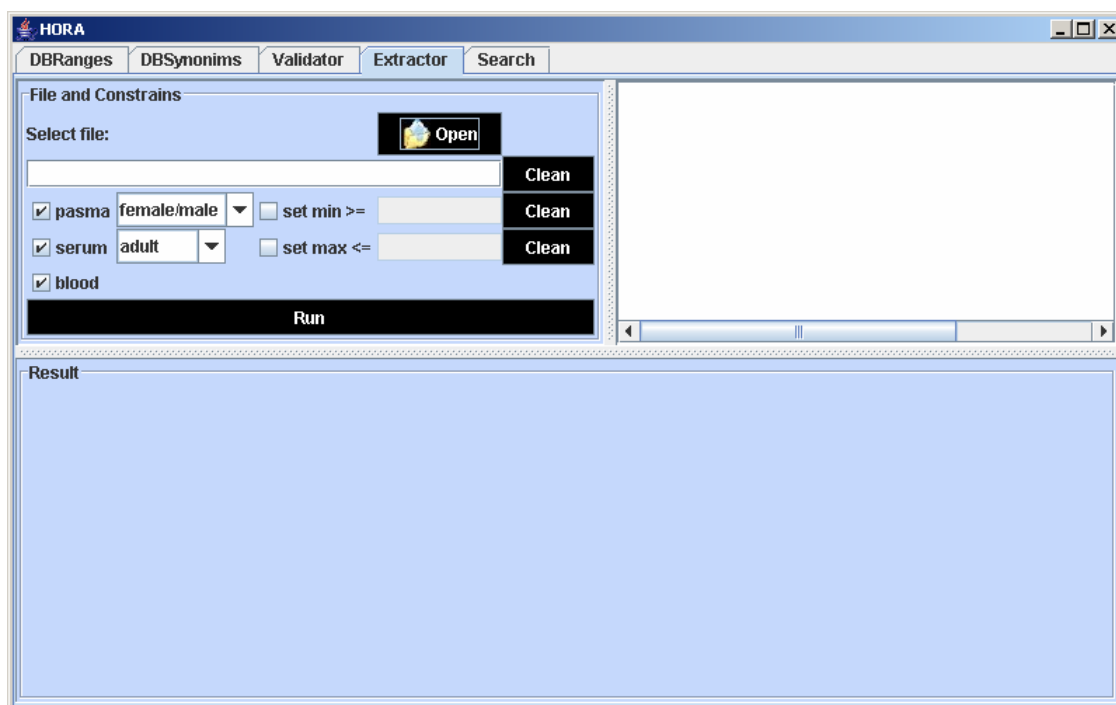 HORA
DBRanges DBSynonims Validator Extractor Search
File and Constrains
Select file: Open
Clean
pasma female/male set min >= Clean
serum adult set max <= Clean
blood
Run
Result